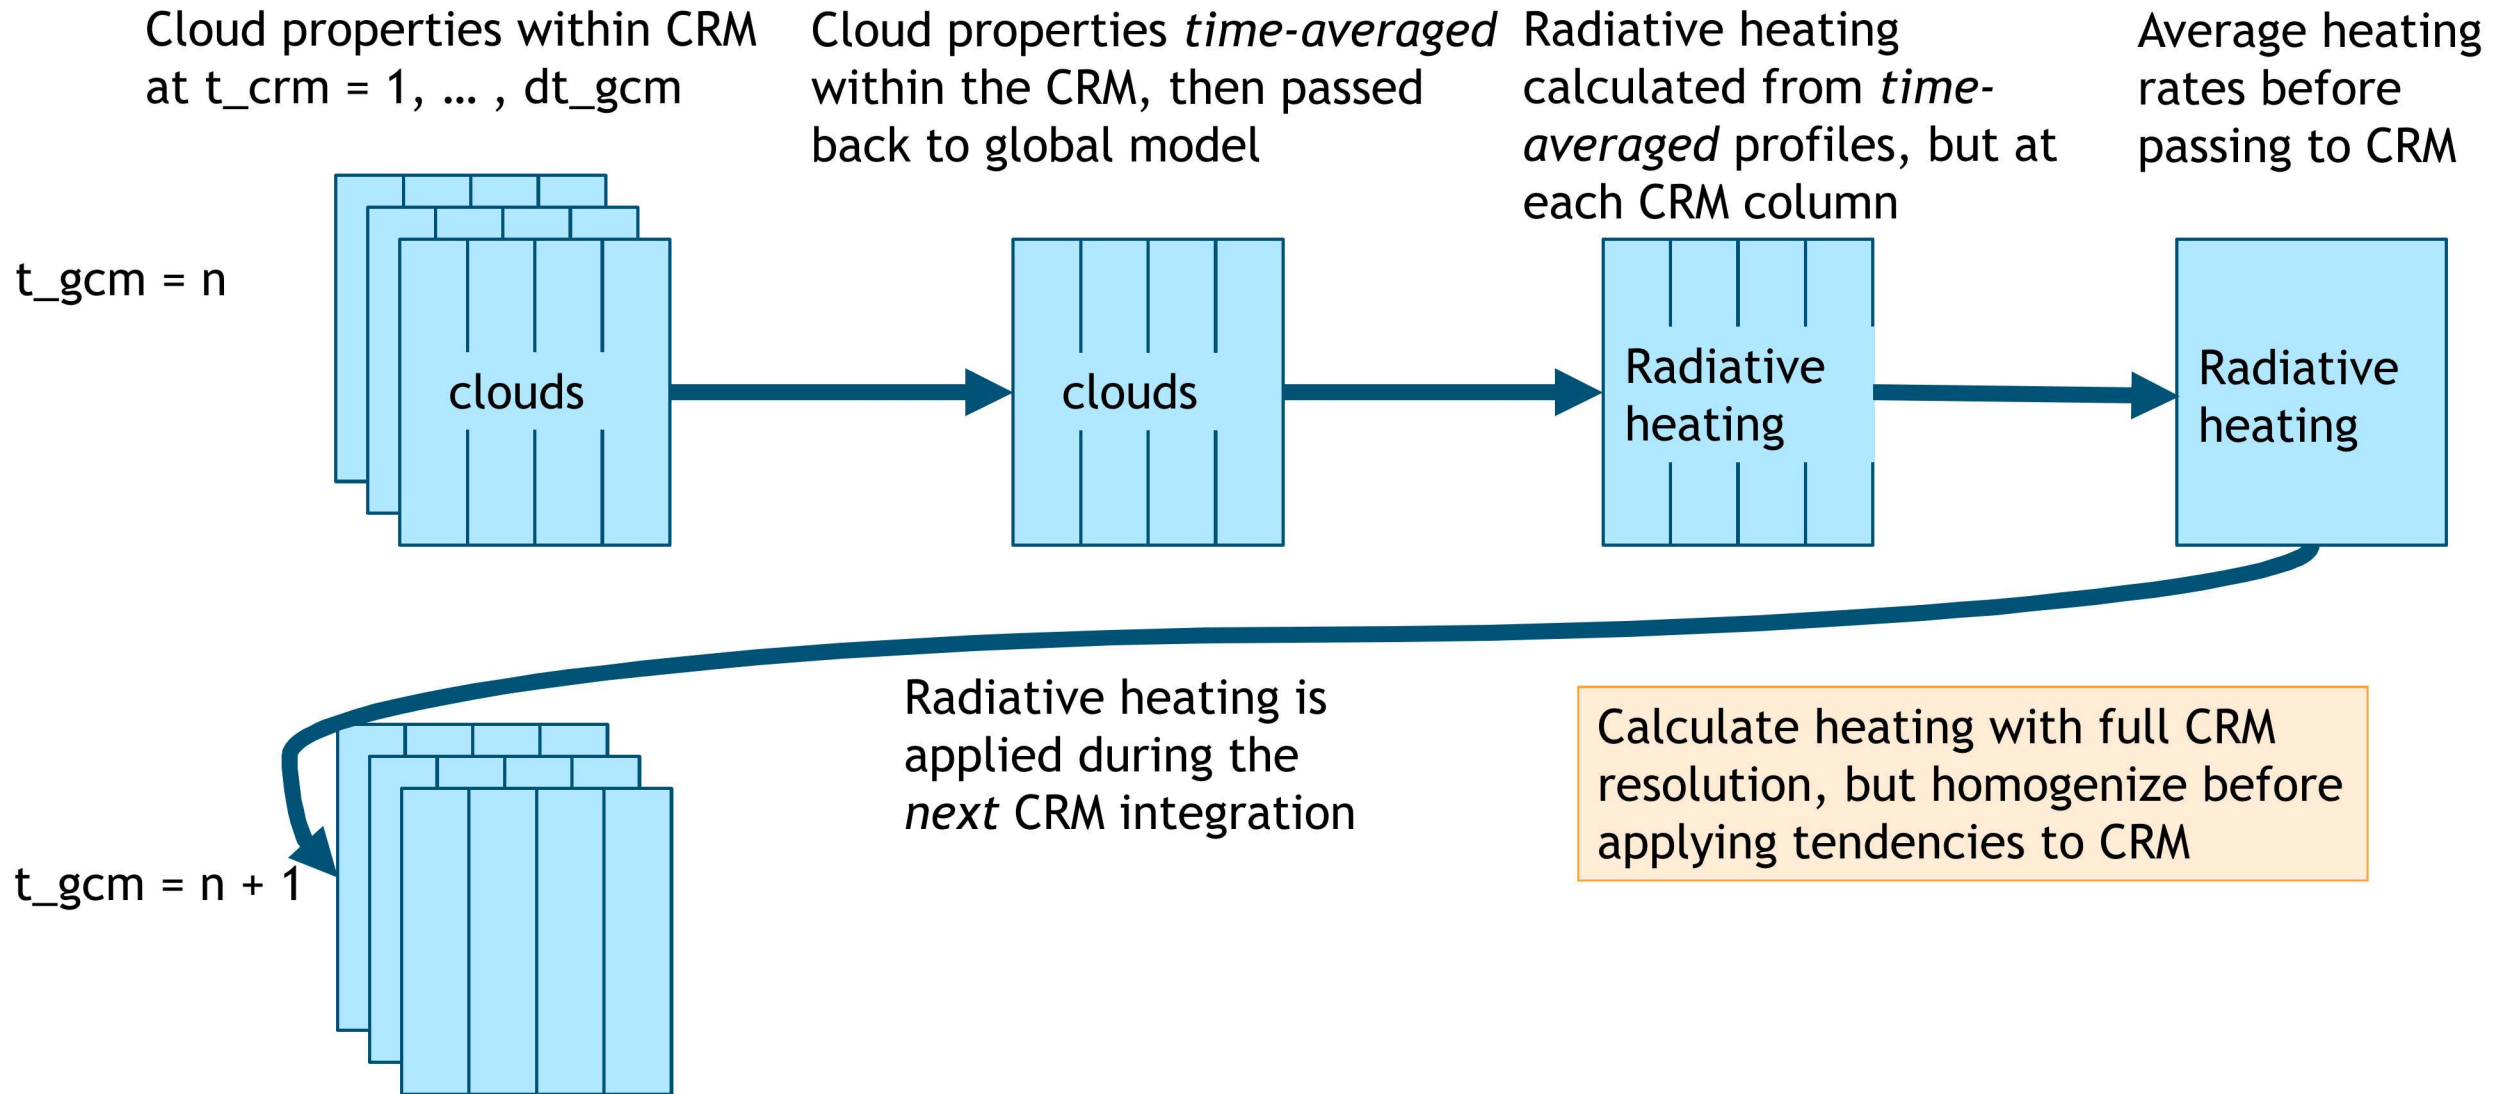 Cloud properties within CRM
at t_crm = 1, ... , dt_gcm
Cloud properties time-averaged
within the CRM, then passed
back to global model
Radiative heating
calculated from time-
averaged profiles, but at
each CRM column
Average heating
rates before
passing to CRM
t_gcm = n
clouds
clouds
Radiative
heating
Radiative
heating
Radiative heating is
applied during the
next CRM integration
Calculate heating with full CRM
resolution, but homogenize before
applying tendencies to CRM
t_gcm = n + 1